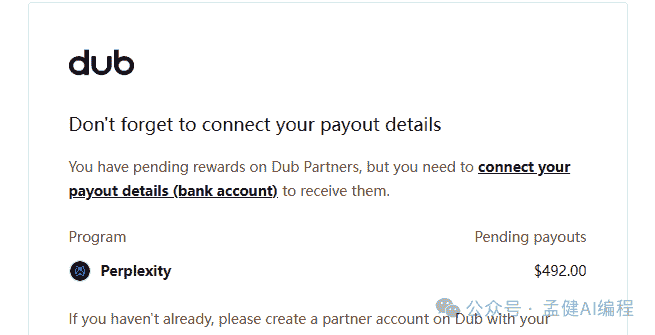 dub
Don't forget to connect your payout details
You have pending rewards on Dub Partners, but you need to connect your
payout details (bank account) to receive them.
Program Pending payouts
Perplexity $492.00
公众号 · 孟健AI编程
If you haven't already, please create a partner account on Dub with your